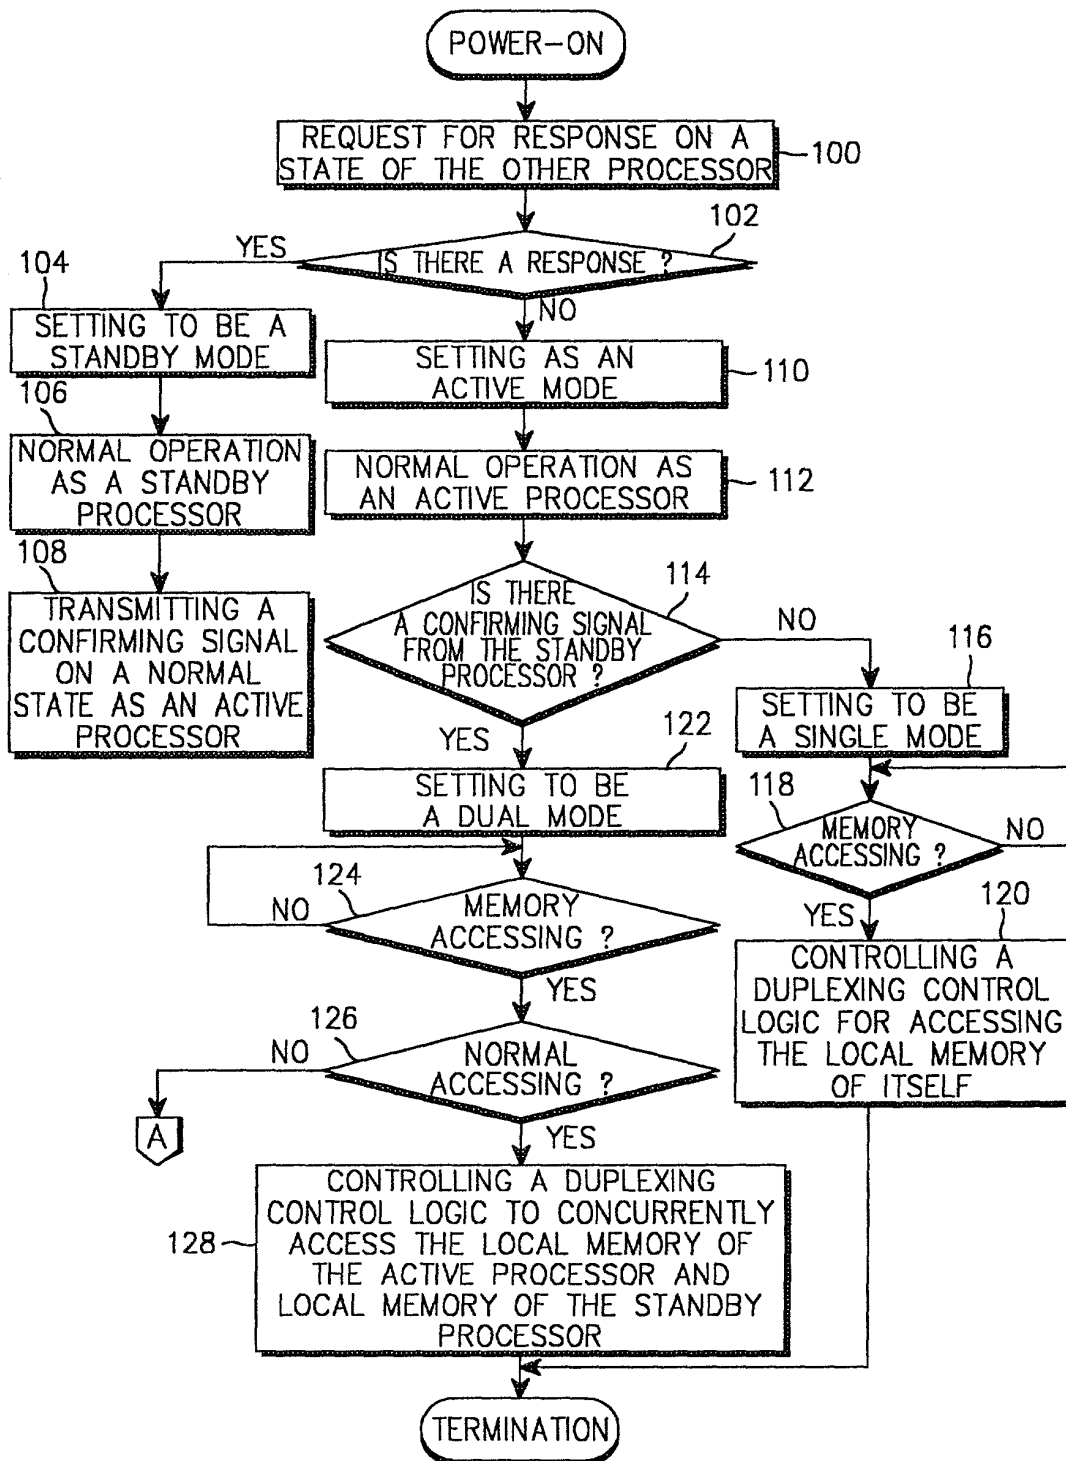 POWER-ON
REQUEST FOR RESPONSE ON A
STATE OF THE OTHER PROCESSOR
100
102
IS THERE A RESPONSE ?
YES
NO
104
SETTING TO BE A
STANDBY MODE
SETTING AS AN
ACTIVE MODE
110
106
NORMAL OPERATION
AS A STANDBY
PROCESSOR
NORMAL OPERATION AS
AN ACTIVE PROCESSOR
112
108
TRANSMITTING A
CONFIRMING SIGNAL
ON A NORMAL
STATE AS AN ACTIVE
PROCESSOR
114
IS THERE
A CONFIRMING SIGNAL
FROM THE STANDBY
PROCESSOR ?
NO
YES
116
SETTING TO BE
A SINGLE MODE
122
SETTING TO BE
A DUAL MODE
118
MEMORY
ACCESSING ?
NO
YES
124
MEMORY
ACCESSING ?
NO
YES
120
CONTROLLING A
DUPLEXING CONTROL
LOGIC FOR ACCESSING
THE LOCAL MEMORY
OF ITSELF
126
NORMAL
ACCESSING ?
NO
YES
A
128
CONTROLLING A DUPLEXING
CONTROL LOGIC TO CONCURRENTLY
ACCESS THE LOCAL MEMORY OF
THE ACTIVE PROCESSOR AND
LOCAL MEMORY OF THE STANDBY
PROCESSOR
TERMINATION